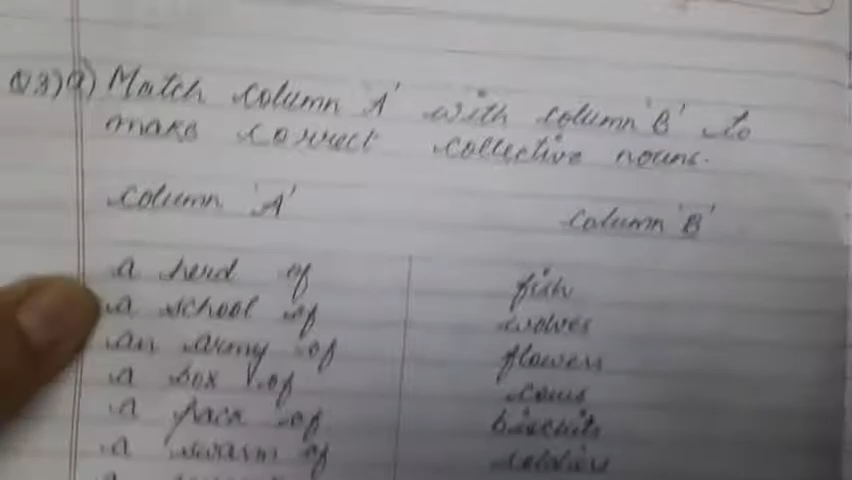 Q3) a) Match column 'A' with column 'B' to
make correct collective nouns.
column 'A'
column 'B'
a herd of
fish
a school of
wolves
an army of
flowers
a box of
cows
a pack of
biscuits
a swarm of
soldiers
a